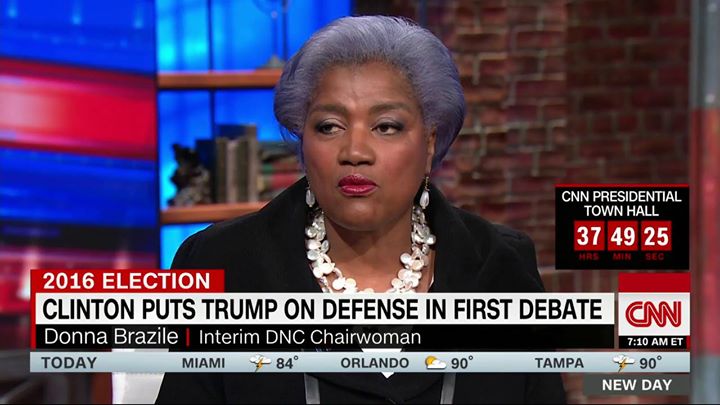 CNN PRESIDENTIAL
TOWN HALL
37 49 25
HRS MIN SEC
2016 ELECTION
CLINTON PUTS TRUMP ON DEFENSE IN FIRST DEBATE
Donna Brazile | Interim DNC Chairwoman
CNN
7:10 AM ET
TODAY MIAMI 84° ORLANDO 90° TAMPA 90°
NEW DAY